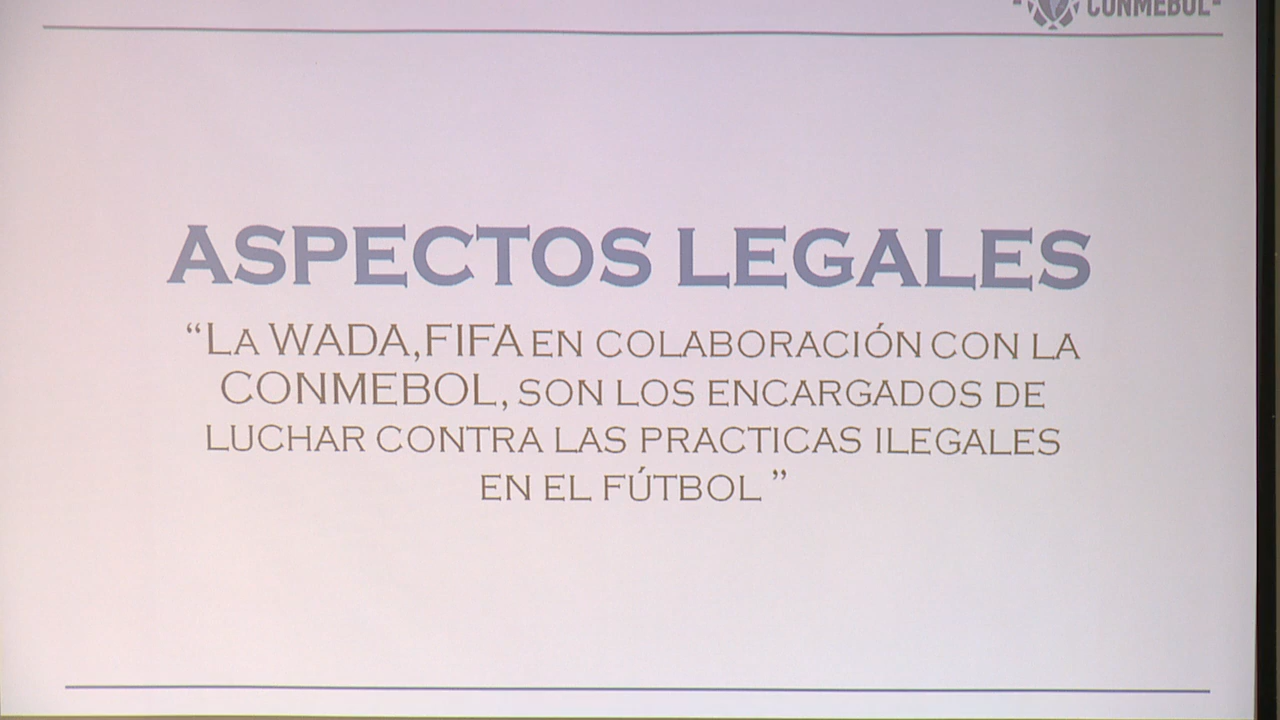 -CONMEBOL-
ASPECTOS LEGALES
“LA WADA,FIFA EN COLABORACIÓN CON LA
CONMEBOL, SON LOS ENCARGADOS DE
LUCHAR CONTRA LAS PRACTICAS ILEGALES
EN EL FÚTBOL ”